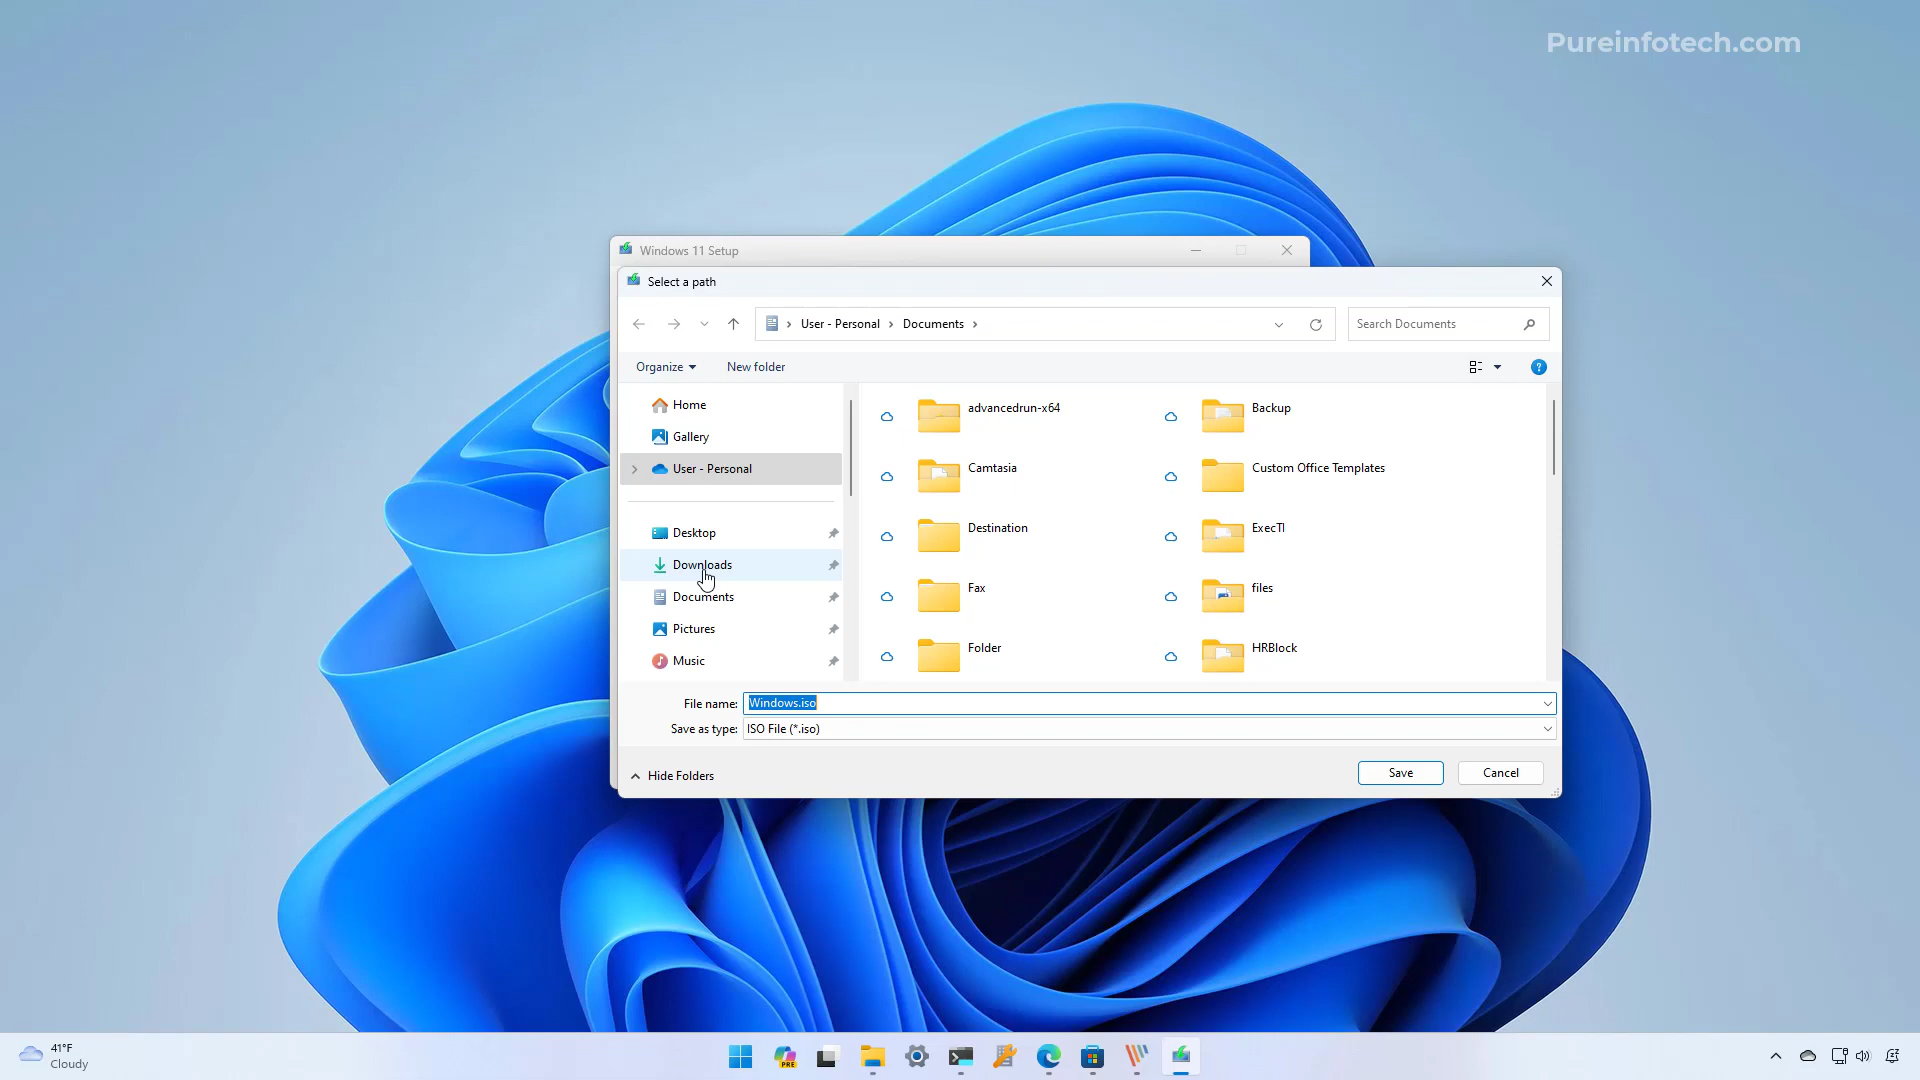 Pureinfotech.com
Windows 11 Setup
Select a path
User - Personal
Documents
Search Documents
Organize
New folder
?
Home
Gallery
User - Personal
Desktop
Downloads
Documents
Pictures
Music
advancedrun-x64
Backup
Camtasia
Custom Office Templates
Destination
ExecTI
Fax
files
Folder
HRBlock
File name: Windows.iso
Save as type: ISO File (*.iso)
Hide Folders
Save
Cancel
41°F
Cloudy
PRE